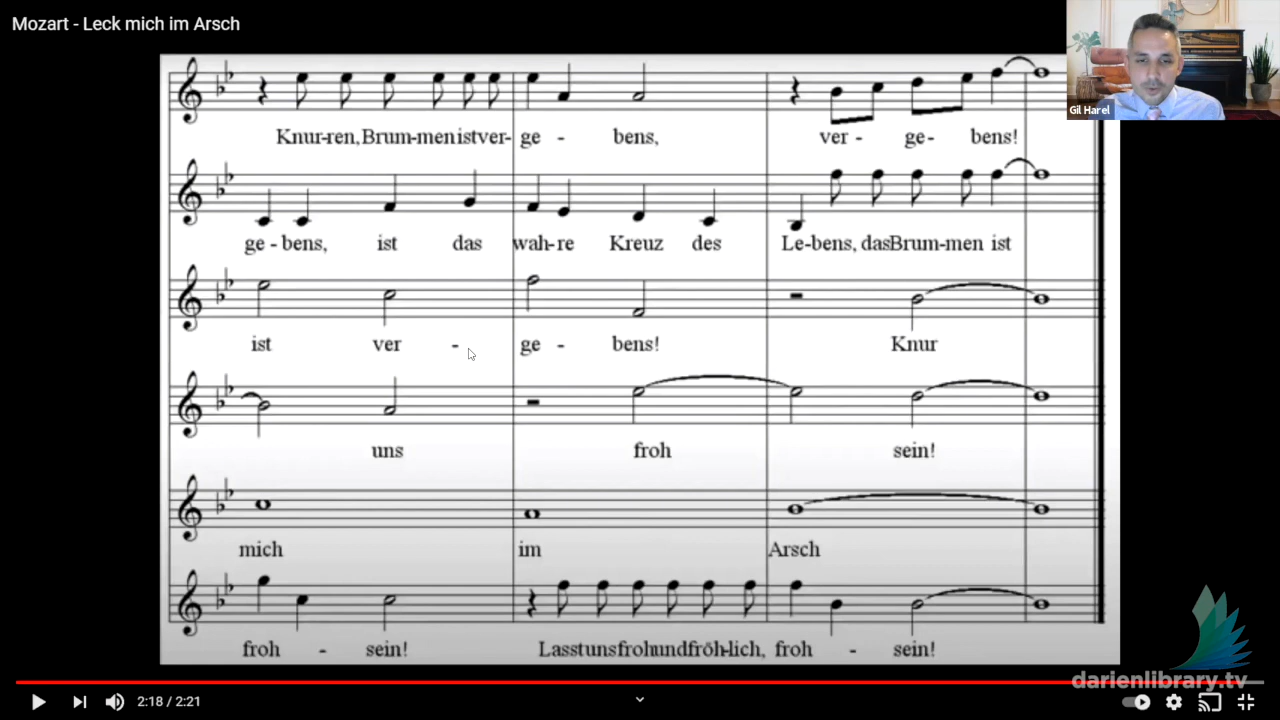 Mozart - Leck mich im Arsch
Gil Harel
Knur-ren, Brum-men ist ver- ge - bens, ver - ge- bens!
ge - bens, ist das wah-re Kreuz des Le-bens, das Brum-men ist
ist ver - ge - bens! Knur
uns froh sein!
mich im Arsch
froh - sein! Lasst uns froh und fröh-lich, froh - sein!
darienlibrary.tv
2:18 / 2:21